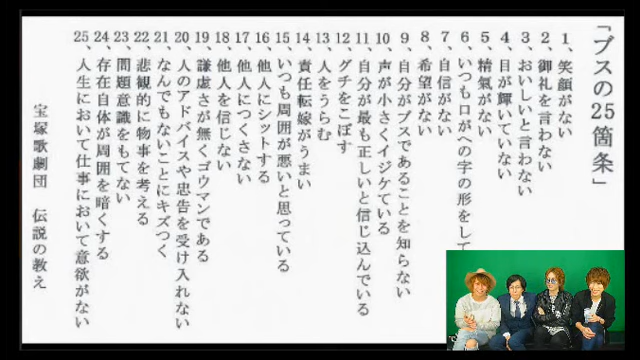 「ブスの25箇条」
1、笑顔がない
2、御礼を言わない
3、おいしいと言わない
4、目が輝いていない
5、精気がない
6、いつも口がへの字の形をして
7、自信がない
8、希望がない
9、自分がブスであることを知らない
10、声が小さくイジケている
11、自分が最も正しいと信じ込んでいる
12、グチをこぼす
13、人をうらむ
14、責任転嫁がうまい
15、いつも周囲が悪いと思っている
16、他人にシットする
17、他人につくさない
18、他人を信じない
19、謙虚さが無くゴウマンである
20、人のアドバイスや忠告を受け入れない
21、なんでもないことにキズつく
22、悲観的に物事を考える
23、問題意識をもてない
24、存在自体が周囲を暗くする
25、人生において仕事において意欲がない
宝塚歌劇団 伝説の教え